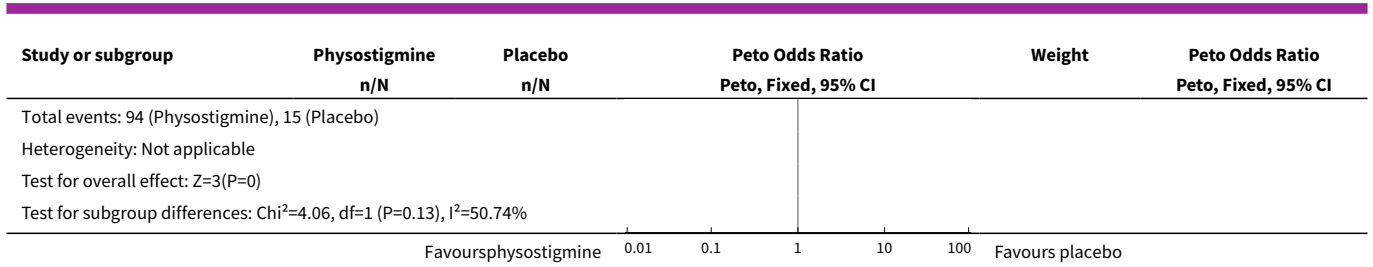 Study or subgroup Physostigmine Placebo Peto Odds Ratio Weight Peto Odds Ratio
n/N n/N Peto, Fixed, 95% CI Peto, Fixed, 95% CI
Total events: 94 (Physostigmine), 15 (Placebo)
Heterogeneity: Not applicable
Test for overall effect: Z=3(P=0)
Test for subgroup differences: Chi²=4.06, df=1 (P=0.13), I²=50.74%
Favoursphysostigmine 0.01 0.1 1 10 100 Favours placebo